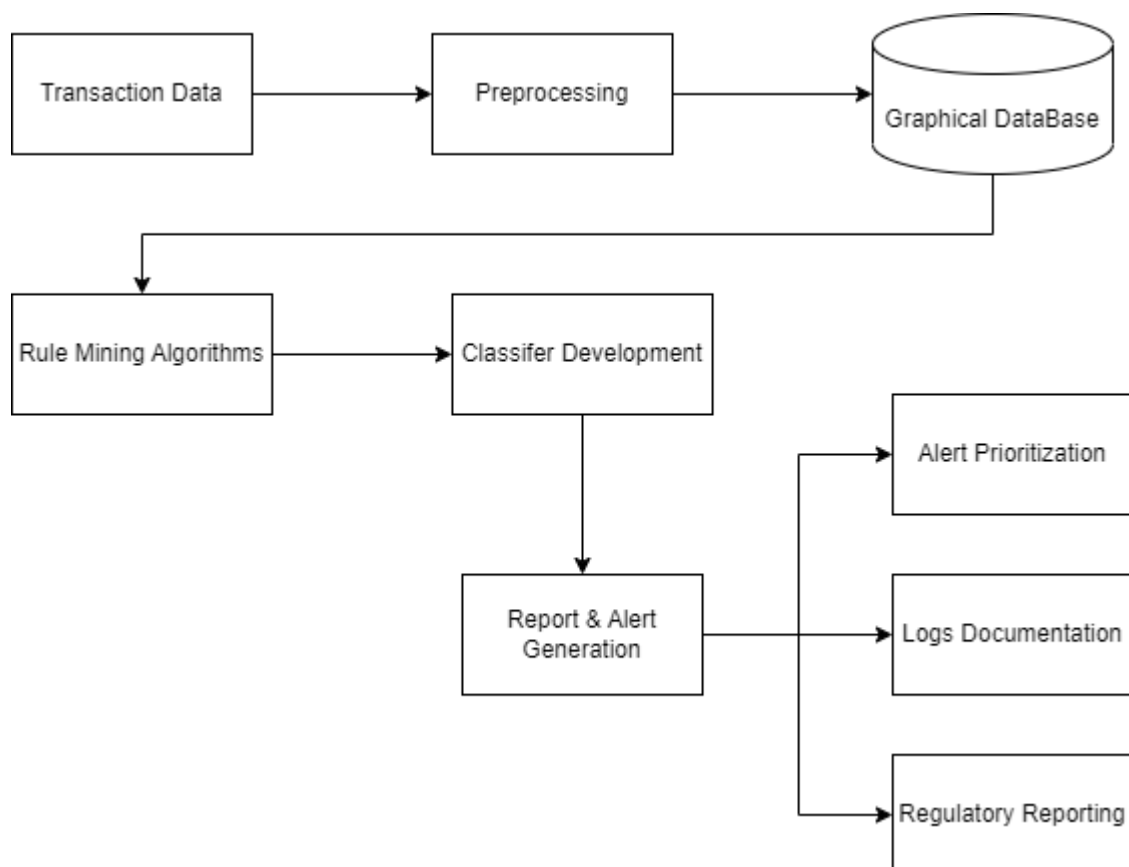 Transaction Data
Preprocessing
Graphical DataBase
Rule Mining Algorithms
Classifer Development
Alert Prioritization
Report & Alert
Generation
Logs Documentation
Regulatory Reporting